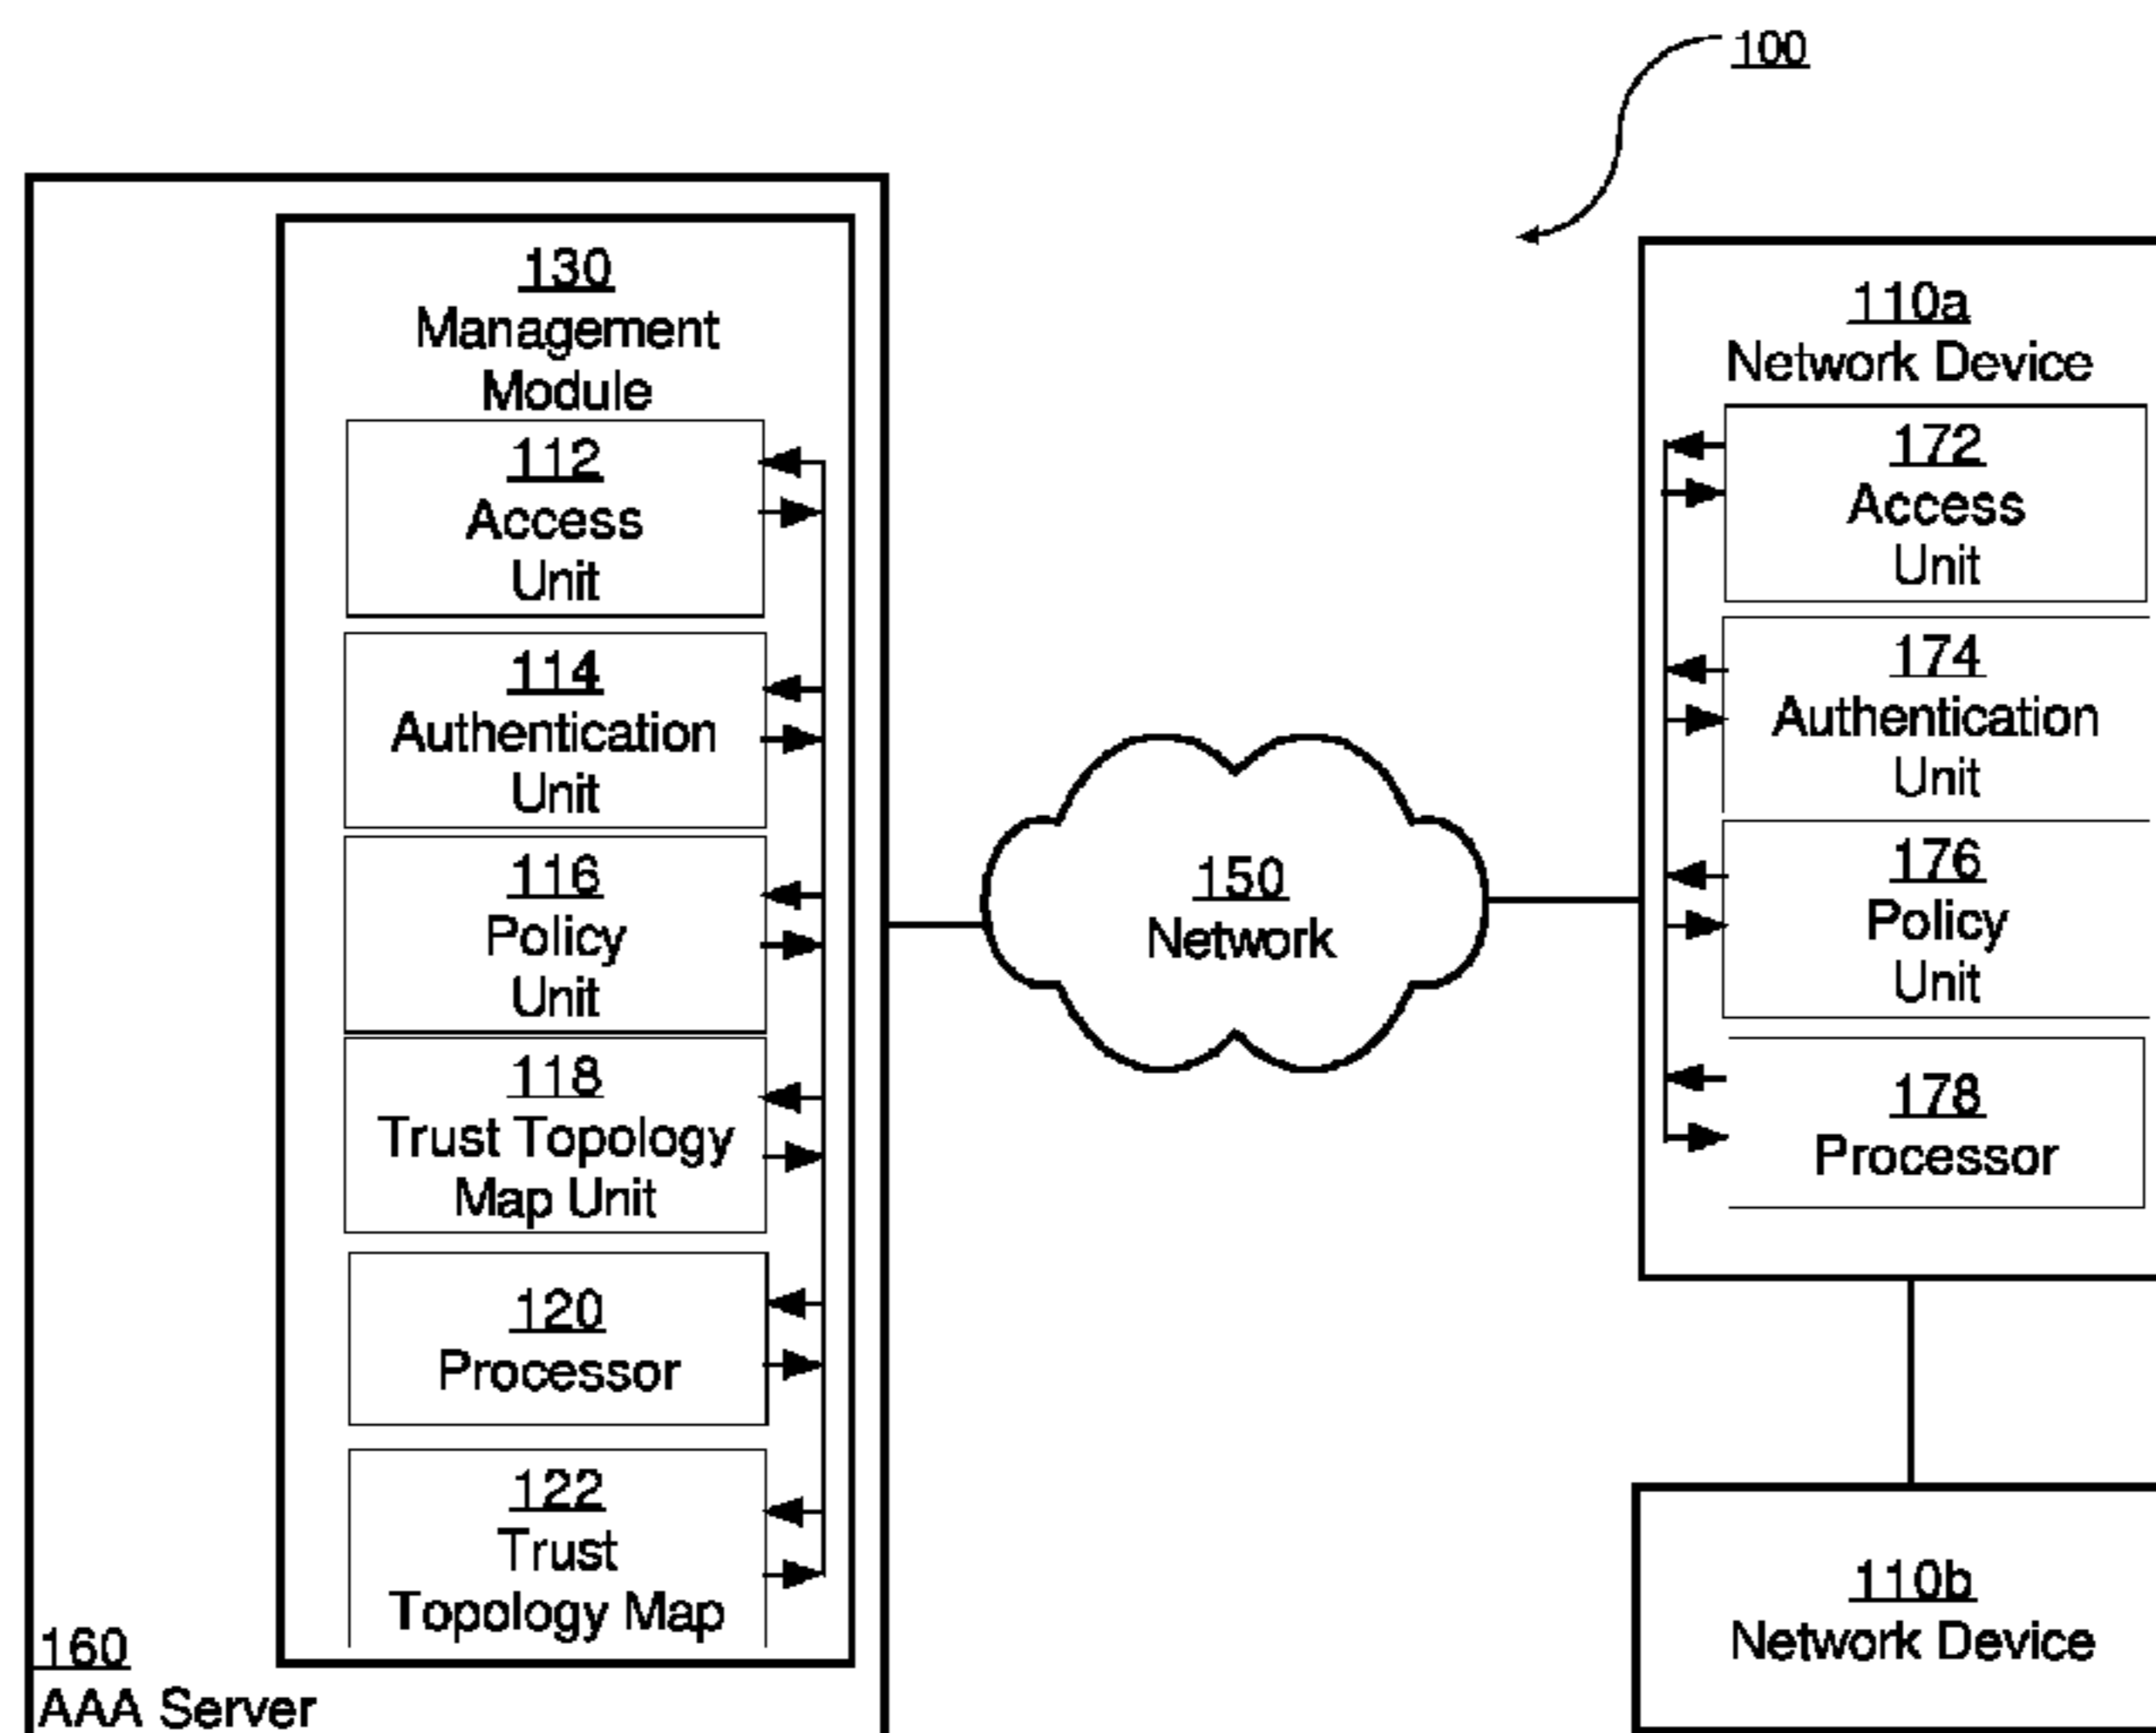 100
130
Management
Module
112
Access
Unit
114
Authentication
Unit
116
Policy
Unit
118
Trust Topology
Map Unit
120
Processor
122
Trust
Topology Map
160
AAA Server
150
Network
110a
Network Device
172
Access
Unit
174
Authentication
Unit
176
Policy
Unit
178
Processor
110b
Network Device